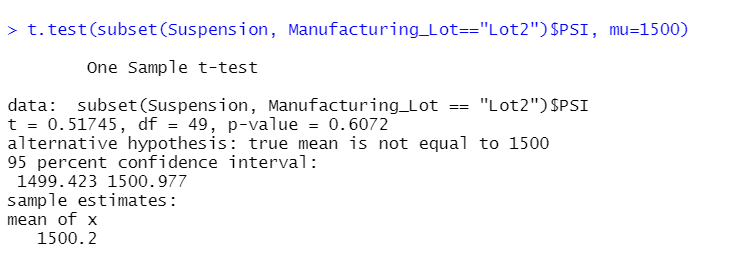 > t.test(subset(Suspension, Manufacturing_Lot=="Lot2")$PSI, mu=1500)
One Sample t-test
data:  subset(Suspension, Manufacturing_Lot == "Lot2")$PSI
t = 0.51745, df = 49, p-value = 0.6072
alternative hypothesis: true mean is not equal to 1500
95 percent confidence interval:
 1499.423 1500.977
sample estimates:
mean of x
   1500.2